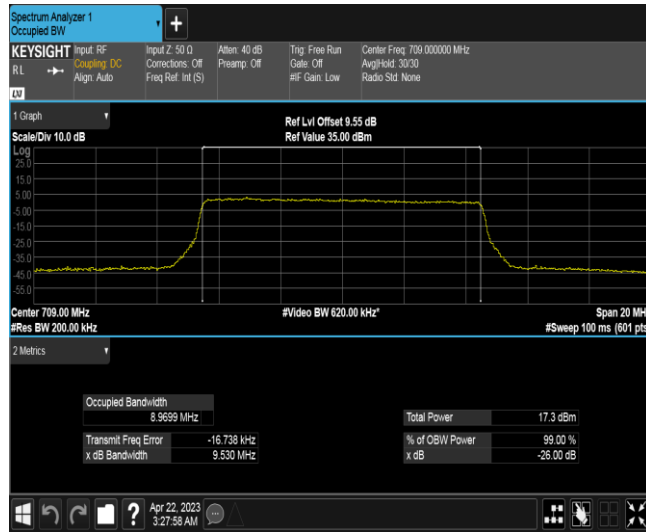 Spectrum Analyzer 1
Occupied BW
+
KEYSIGHT
RL
LXI
Input: RF
Coupling: DC
Align: Auto
Input Z: 50 Ω
Corrections: Off
Freq Ref: Int (S)
Atten: 40 dB
Preamp: Off
Trig: Free Run
Gate: Off
#IF Gain: Low
Center Freq: 709.000000 MHz
Avg|Hold: 30/30
Radio Std: None
1 Graph
Scale/Div 10.0 dB
Ref Lvl Offset 9.55 dB
Ref Value 35.00 dBm
Log
25.0
15.0
5.00
-5.00
-15.0
-25.0
-35.0
-45.0
-55.0
Center 709.00 MHz
#Res BW 200.00 kHz
#Video BW 620.00 kHz*
Span 20 MH
#Sweep 100 ms (601 pts
2 Metrics
Occupied Bandwidth
8.9699 MHz
Transmit Freq Error -16.738 kHz
x dB Bandwidth 9.530 MHz
Total Power 17.3 dBm
% of OBW Power 99.00 %
x dB -26.00 dB
?
Apr 22, 2023
3:27:58 AM